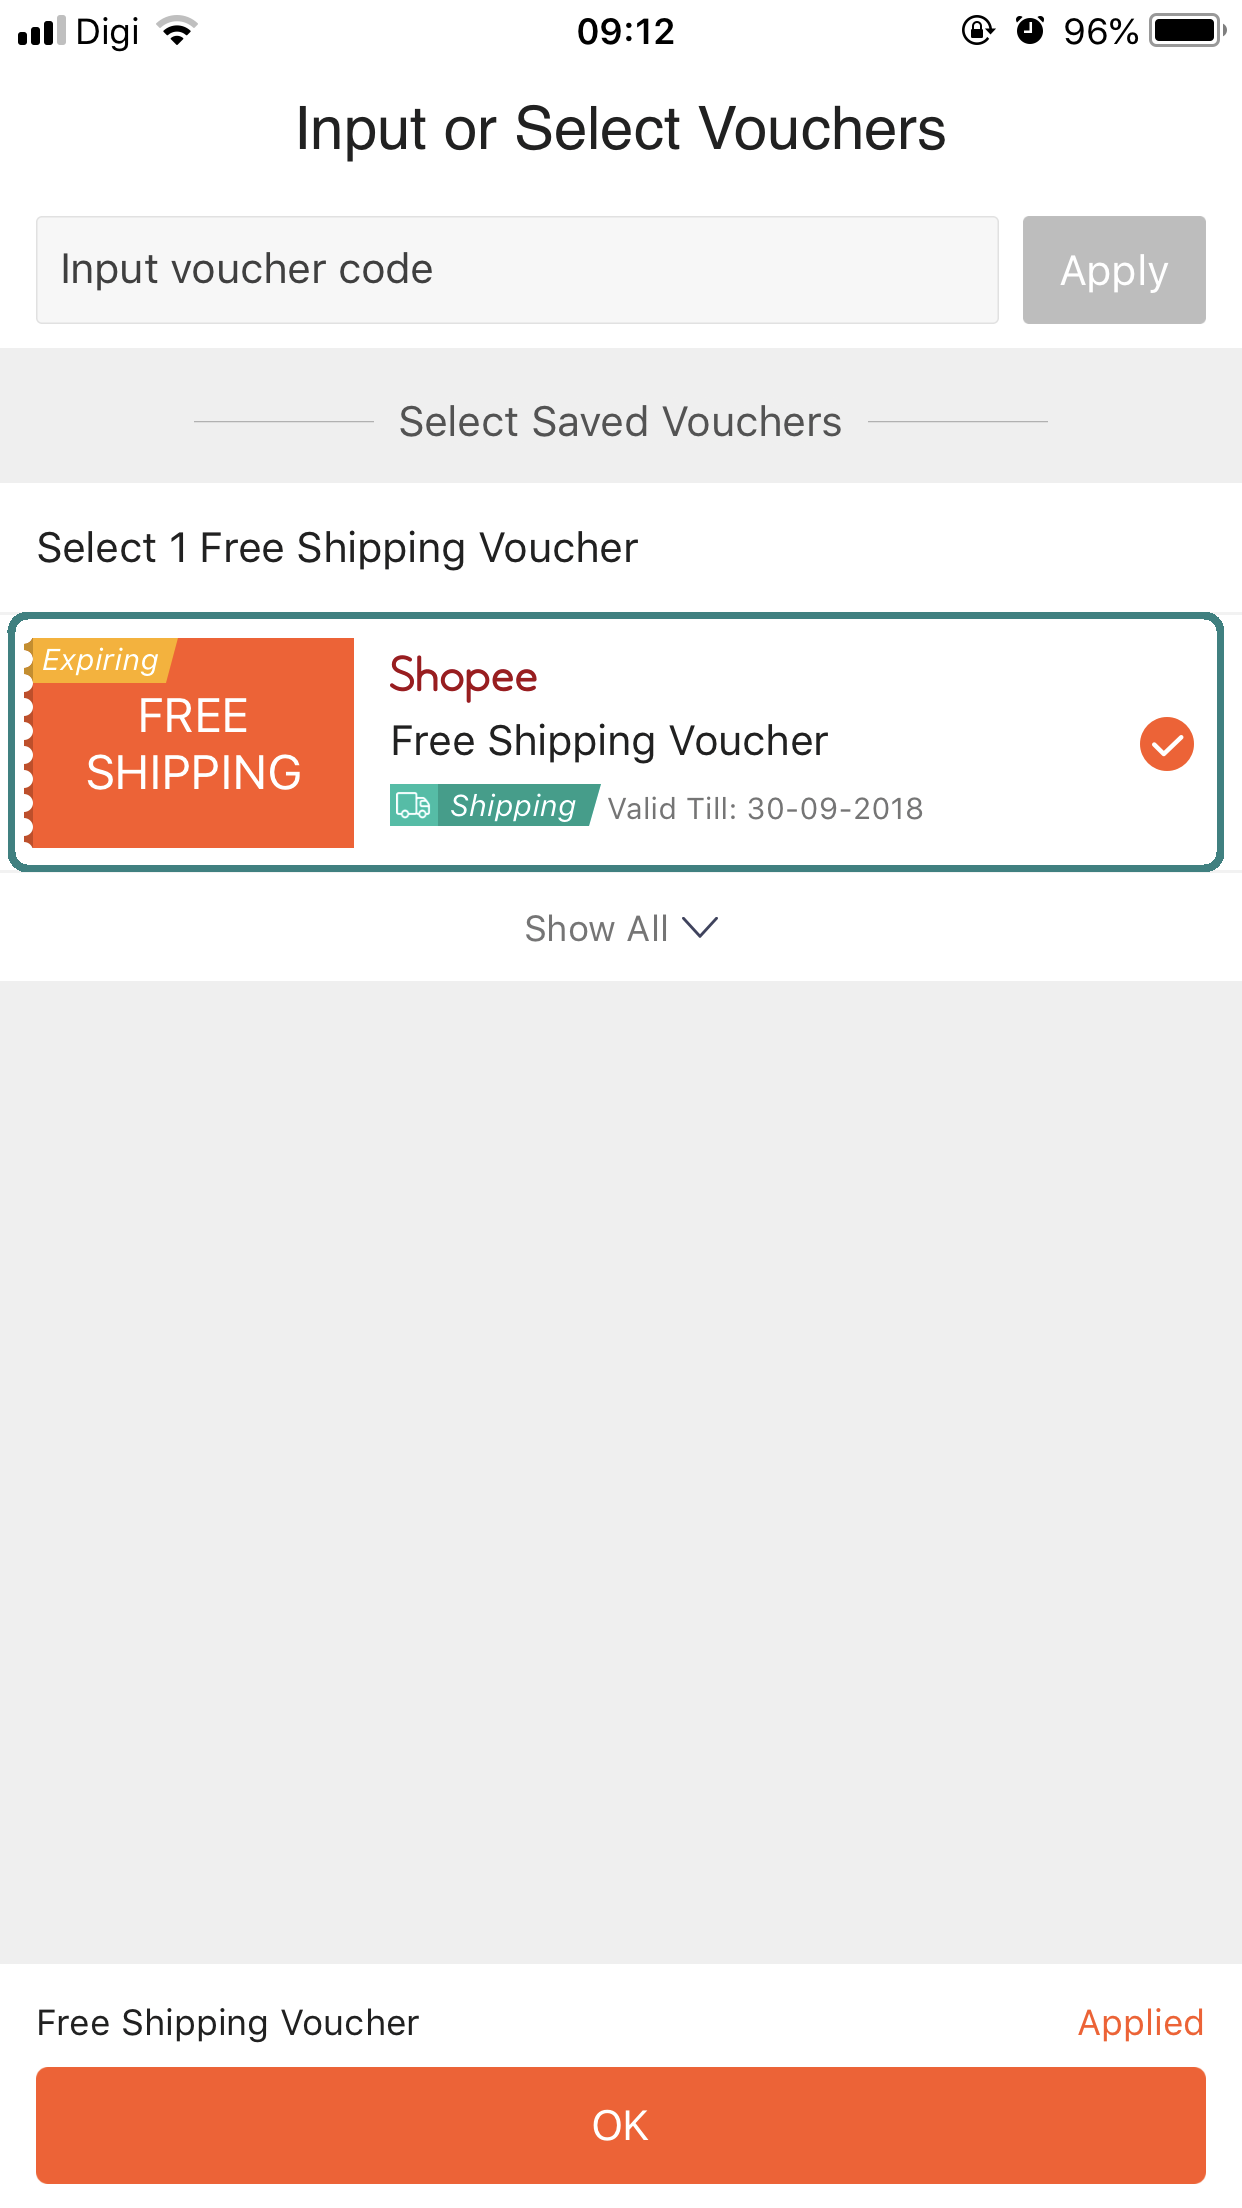 Digi 09:12 96%
Input or Select Vouchers
Input voucher code
Apply
Select Saved Vouchers
Select 1 Free Shipping Voucher
Expiring
FREE
SHIPPING
Shopee
Free Shipping Voucher
Shipping Valid Till: 30-09-2018
Show All
Free Shipping Voucher
Applied
OK